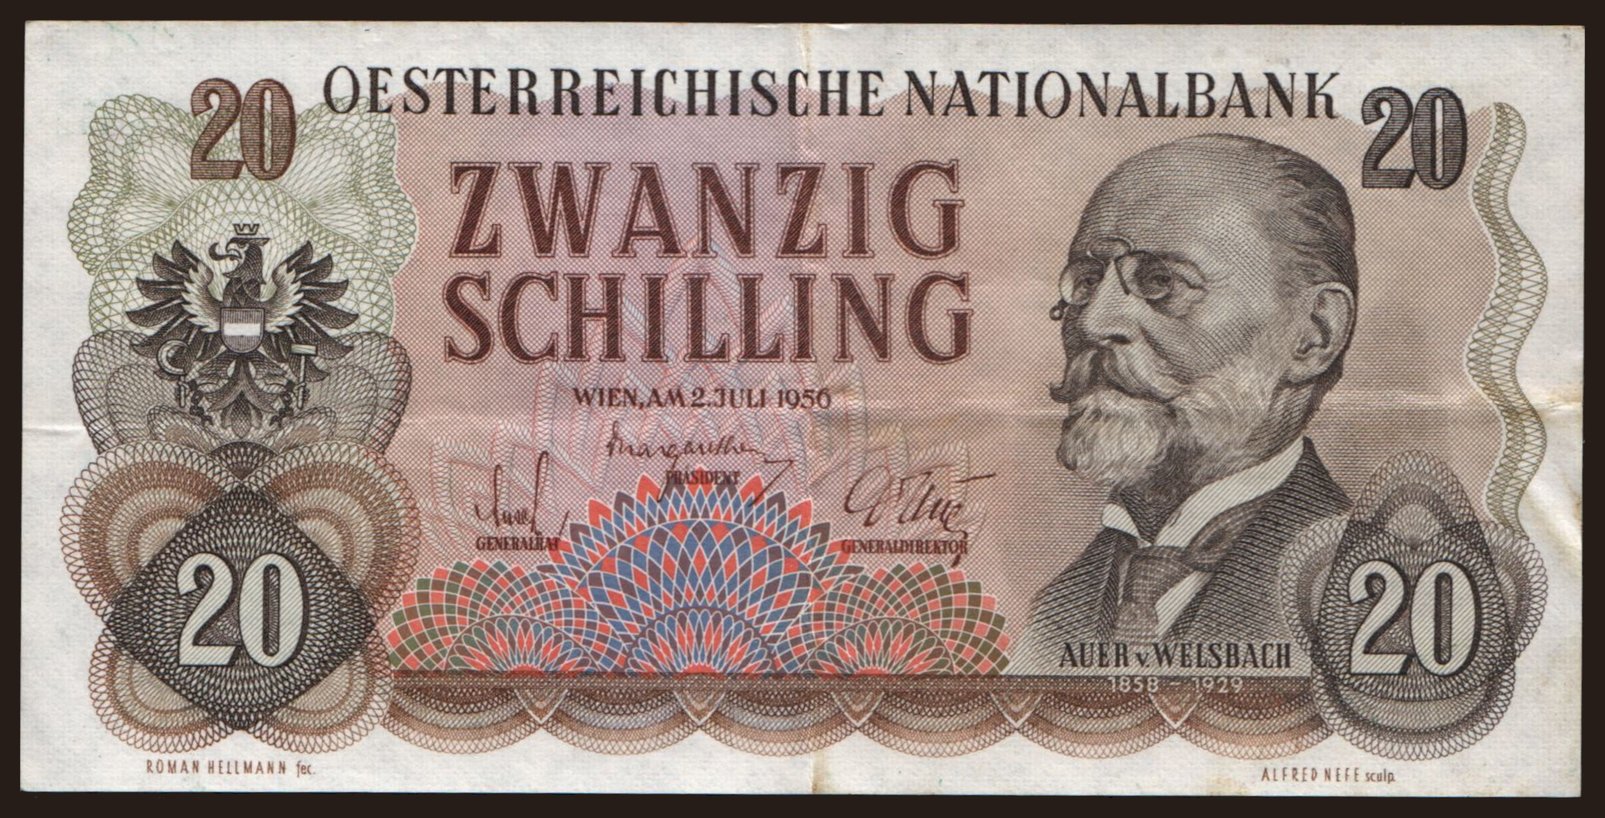 OESTERREICHISCHE NATIONALBANK
20
20
ZWANZIG
SCHILLING
WIEN, AM 2. JULI 1956
PRÄSIDENT
GENERALRAT
GENERALDIREKTOR
20
20
AUER v. WELSBACH
1858 – 1929
ROMAN HELLMANN fec.
ALFRED NEFE sculp.